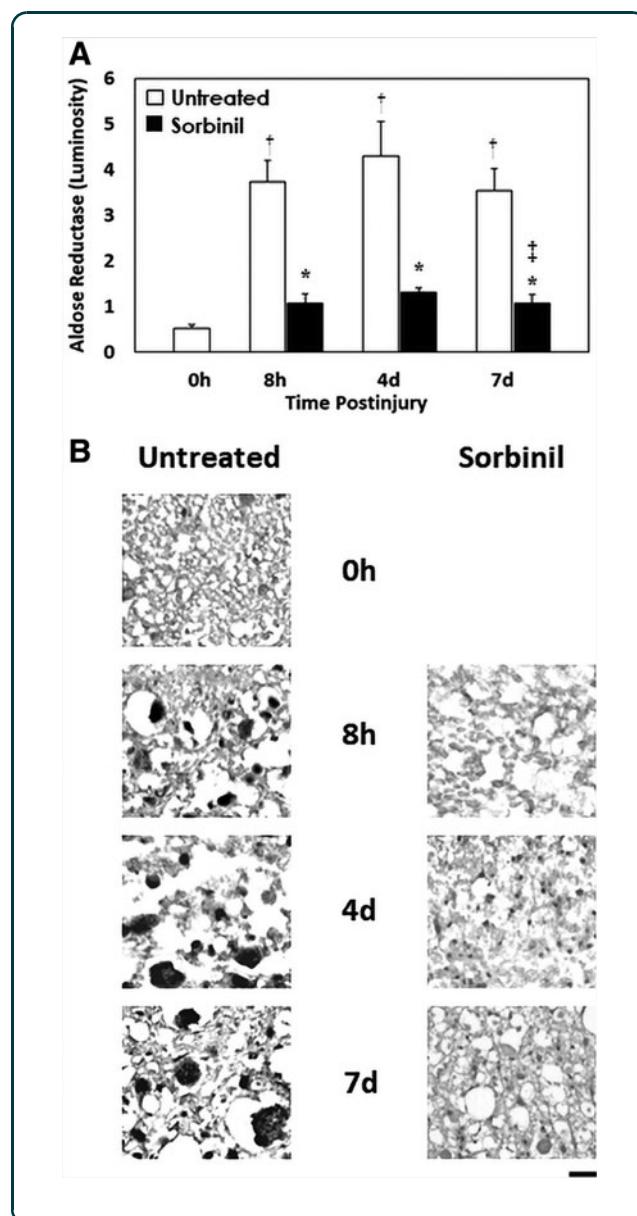 A
Aldose Reductase (Luminosity)
6
5
4
3
2
1
0
Untreated
Sorbinil
†
†
†
*
*
‡
*
0h 8h 4d 7d
Time Postinjury
B
Untreated Sorbinil
0h
8h
4d
7d